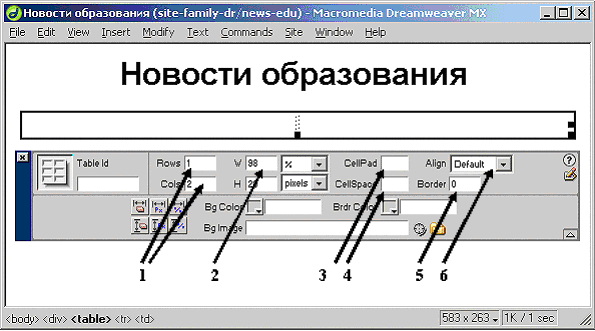 Новости образования (site-family-dr/news-edu) - Macromedia Dreamweaver MX
File Edit View Insert Modify Text Commands Site Window Help
Новости образования
Table Id Rows 1 W 98 % CellPad Align Default
Cols 2 H pixels CellSpace Border 0
Bg Color Brdr Color
Bg Image
1 2 3 4 5 6
<body> <div> <table> <tr> <td> 583 x 263 1K / 1 sec